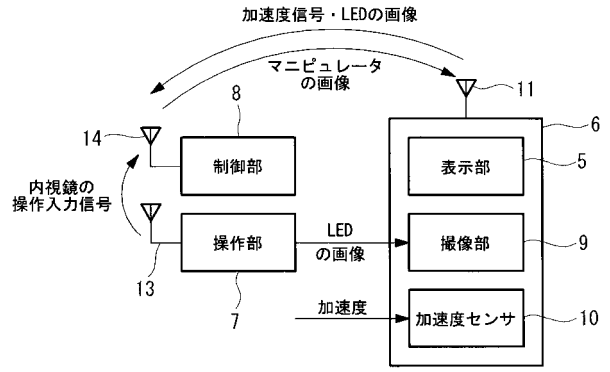 加速度信号・LEDの画像
マニピュレータ
の画像
11
8
6
14
制御部
表示部
5
内視鏡の
操作入力信号
操作部
LED
の画像
撮像部
9
13
7
加速度
加速度センサ
10